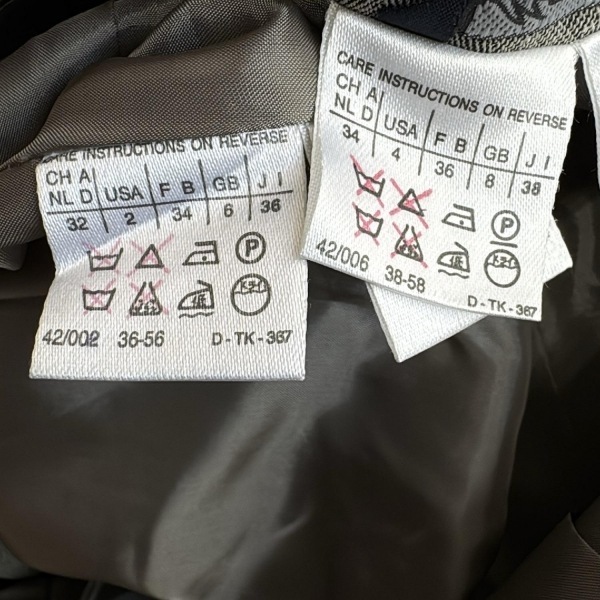 CARE INSTRUCTIONS ON REVERSE
CH A
NL D USA F B GB J I
32 2 34 6 36
P
42/002 36-56 D-TK-367
CARE INSTRUCTIONS ON REVERSE
CH A
NL D USA F B GB J I
34 4 36 8 38
P
42/006 38-58 D-TK-367